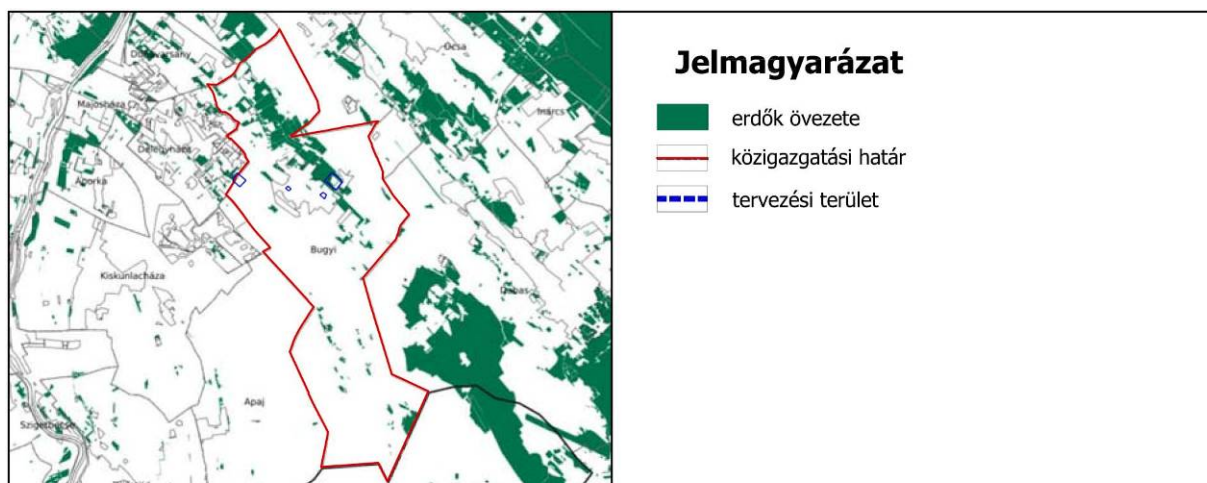 Dunavarsány
Ócsa
Majosháza
Inárcs
Délegyháza
Áporka
Bugyi
Kiskunlacháza
Dabas
Apaj
Szigetbecse
Jelmagyarázat
erdők övezete
közigazgatási határ
tervezési terület